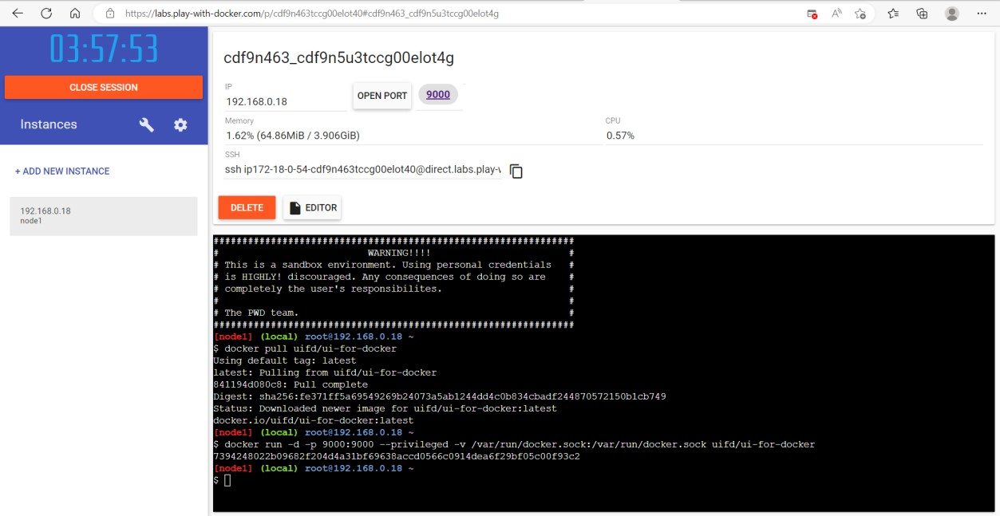 https://labs.play-with-docker.com/p/cdf9n463tccg00elot40#cdf9n463_cdf9n5u3tccg00elot4g
03:57:53
CLOSE SESSION
Instances
+ ADD NEW INSTANCE
192.168.0.18
node1
cdf9n463_cdf9n5u3tccg00elot4g
IP
192.168.0.18
OPEN PORT
9000
Memory
1.62% (64.86MiB / 3.906GiB)
CPU
0.57%
SSH
ssh ip172-18-0-54-cdf9n463tccg00elot40@direct.labs.play-
DELETE
EDITOR
###############################################################
#                          WARNING!!!!                        #
# This is a sandbox environment. Using personal credentials   #
# is HIGHLY! discouraged. Any consequences of doing so are    #
# completely the user's responsibilites.                      #
#                                                             #
# The PWD team.                                               #
###############################################################
[node1] (local) root@192.168.0.18 ~
$ docker pull uifd/ui-for-docker
Using default tag: latest
latest: Pulling from uifd/ui-for-docker
841194d080c8: Pull complete
Digest: sha256:fe371ff5a69549269b24073a5ab1244dd4c0b834cbadf244870572150b1cb749
Status: Downloaded newer image for uifd/ui-for-docker:latest
docker.io/uifd/ui-for-docker:latest
[node1] (local) root@192.168.0.18 ~
$ docker run -d -p 9000:9000 --privileged -v /var/run/docker.sock:/var/run/docker.sock uifd/ui-for-docker
7394248022b09682f204d4a31bf69638accd0566c0914dea6f29bf05c00f93c2
[node1] (local) root@192.168.0.18 ~
$